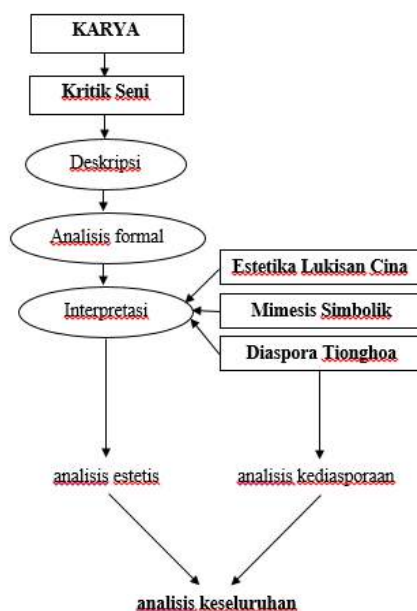 KARYA
Kritik Seni
Deskripsi
Analisis formal
Estetika Lukisan Cina
Interpretasi
Mimesis Simbolik
Diaspora Tionghoa
analisis estetis
analisis kediasporaan
analisis keseluruhan